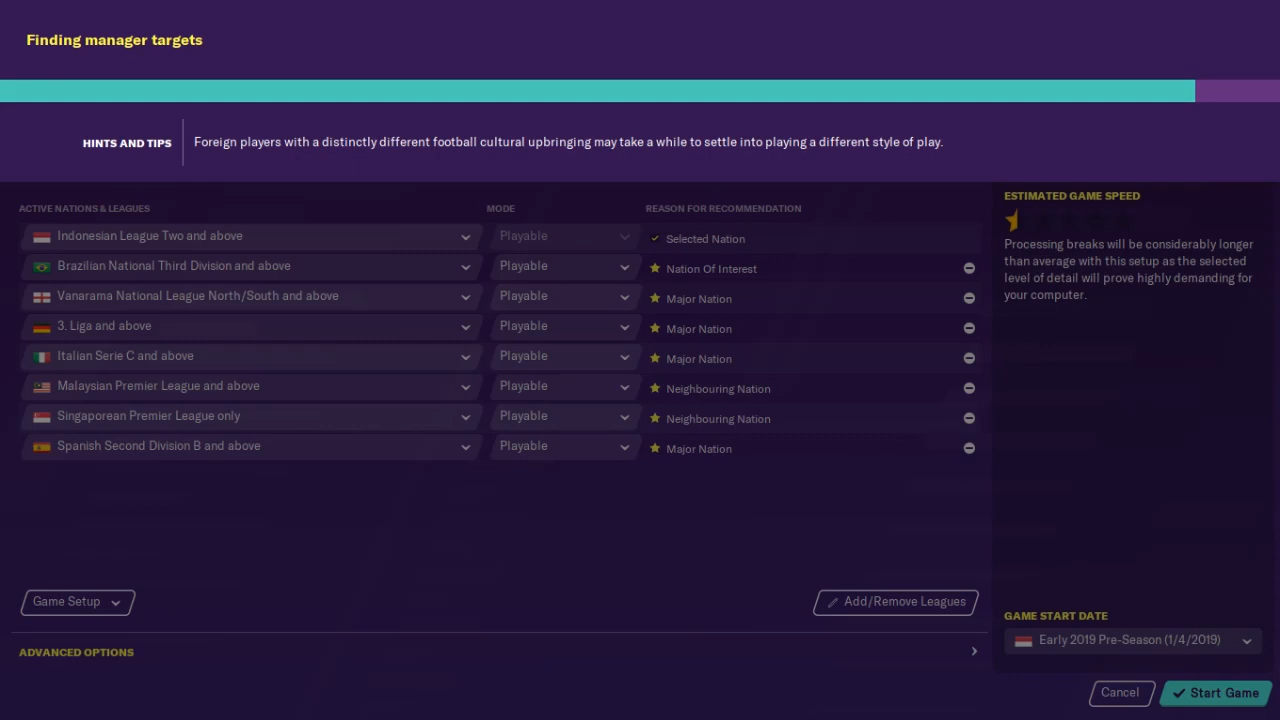 Finding manager targets
HINTS AND TIPS
Foreign players with a distinctly different football cultural upbringing may take a while to settle into playing a different style of play.
ACTIVE NATIONS & LEAGUES MODE REASON FOR RECOMMENDATION
Indonesian League Two and above Playable Selected Nation
Brazilian National Third Division and above Playable Nation Of Interest
Vanarama National League North/South and above Playable Major Nation
3. Liga and above Playable Major Nation
Italian Serie C and above Playable Major Nation
Malaysian Premier League and above Playable Neighbouring Nation
Singaporean Premier League only Playable Neighbouring Nation
Spanish Second Division B and above Playable Major Nation
ESTIMATED GAME SPEED
Processing breaks will be considerably longer
than average with this setup as the selected
level of detail will prove highly demanding for
your computer.
Game Setup
Add/Remove Leagues
GAME START DATE
Early 2019 Pre-Season (1/4/2019)
ADVANCED OPTIONS
Cancel
Start Game